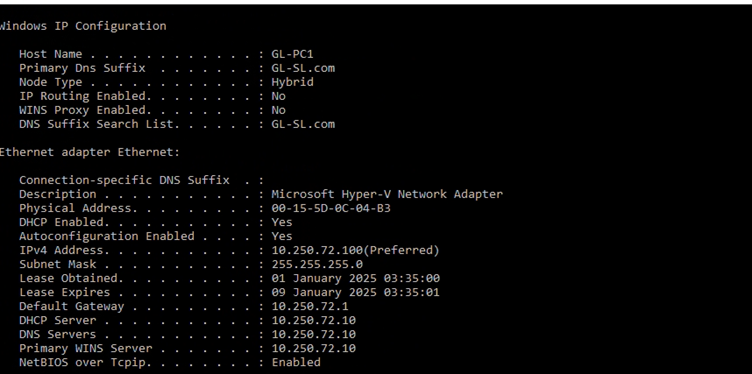 Windows IP Configuration
Host Name . . . . . . . . . . . . : GL-PC1
Primary Dns Suffix  . . . . . . . : GL-SL.com
Node Type . . . . . . . . . . . . : Hybrid
IP Routing Enabled. . . . . . . . : No
WINS Proxy Enabled. . . . . . . . : No
DNS Suffix Search List. . . . . . : GL-SL.com
Ethernet adapter Ethernet:
Connection-specific DNS Suffix  . :
Description . . . . . . . . . . . : Microsoft Hyper-V Network Adapter
Physical Address. . . . . . . . . : 00-15-5D-0C-04-B3
DHCP Enabled. . . . . . . . . . . : Yes
Autoconfiguration Enabled . . . . : Yes
IPv4 Address. . . . . . . . . . . : 10.250.72.100(Preferred)
Subnet Mask . . . . . . . . . . . : 255.255.255.0
Lease Obtained. . . . . . . . . . : 01 January 2025 03:35:00
Lease Expires . . . . . . . . . . : 09 January 2025 03:35:01
Default Gateway . . . . . . . . . : 10.250.72.1
DHCP Server . . . . . . . . . . . : 10.250.72.10
DNS Servers . . . . . . . . . . . : 10.250.72.10
Primary WINS Server . . . . . . . : 10.250.72.10
NetBIOS over Tcpip. . . . . . . . : Enabled